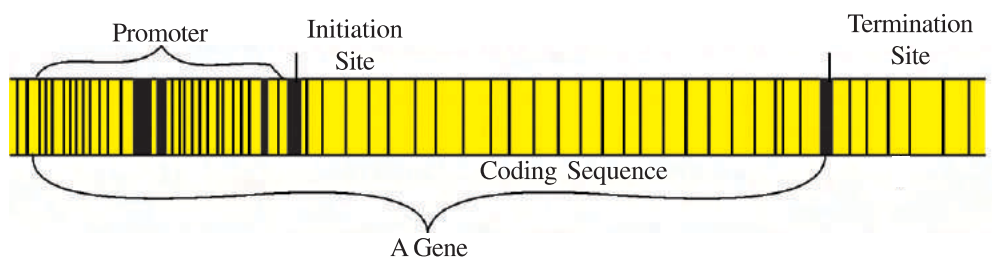 Promoter
Initiation
Site
Termination
Site
Coding Sequence
A Gene